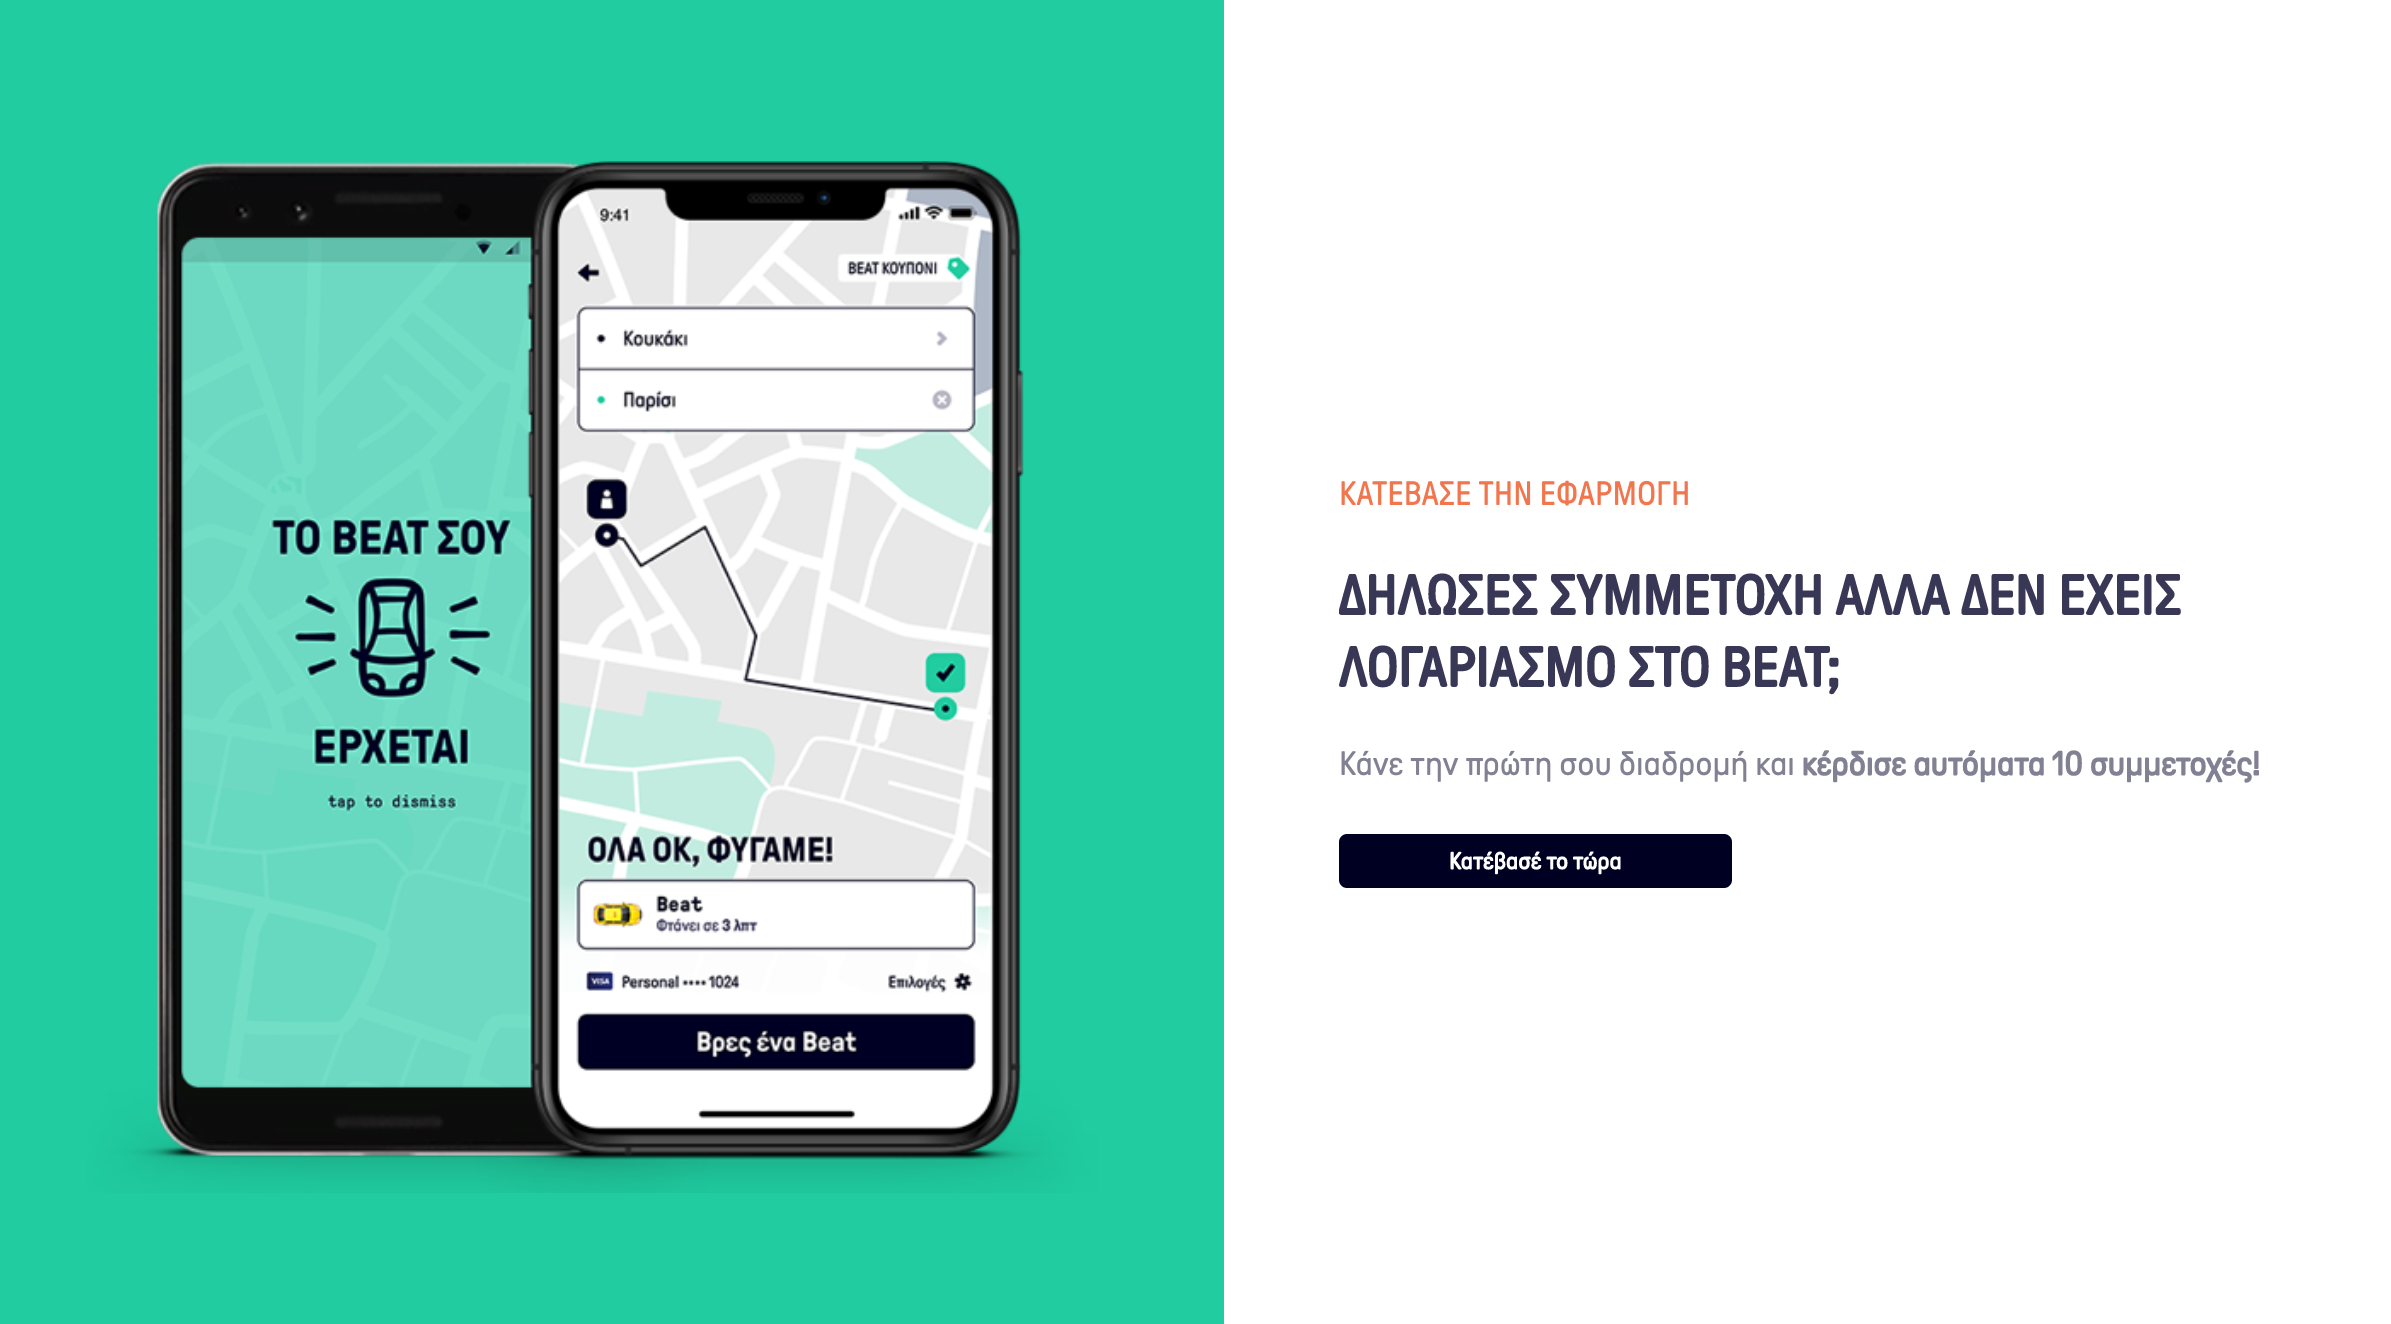 ΤΟ BEAT ΣΟΥ
ΕΡΧΕΤΑΙ
tap to dismiss
9:41
BEAT ΚΟΥΠΟΝΙ
Κουκάκι
Παρίσι
ΟΛΑ ΟΚ, ΦΥΓΑΜΕ!
Beat
Φτάνει σε 3 λπτ
VISA Personal •••• 1024 Επιλογές
Βρες ένα Beat
ΚΑΤΕΒΑΣΕ ΤΗΝ ΕΦΑΡΜΟΓΗ
ΔΗΛΩΣΕΣ ΣΥΜΜΕΤΟΧΗ ΑΛΛΑ ΔΕΝ ΕΧΕΙΣ
ΛΟΓΑΡΙΑΣΜΟ ΣΤΟ BEAT;
Κάνε την πρώτη σου διαδρομή και κέρδισε αυτόματα 10 συμμετοχές!
Κατέβασέ το τώρα